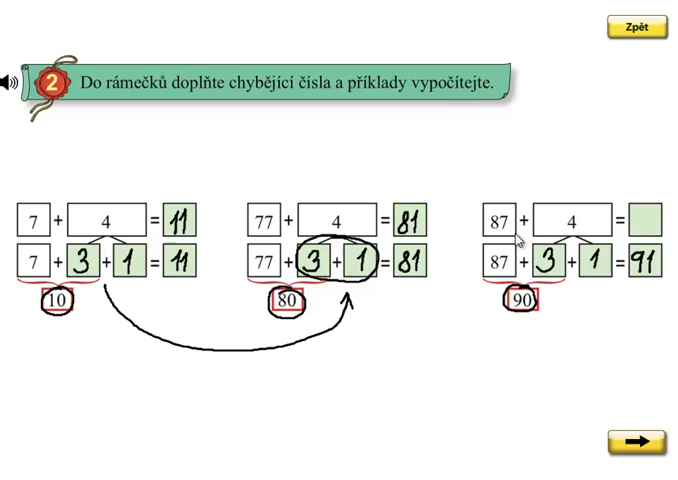 Zpět
2 Do rámečků doplňte chybějící čísla a příklady vypočítejte.
7 + 4 = 11 77 + 4 = 81 87 + 4 =
7 + 3 + 1 = 11 77 + 3 + 1 = 81 87 + 3 + 1 = 91
10 80 90